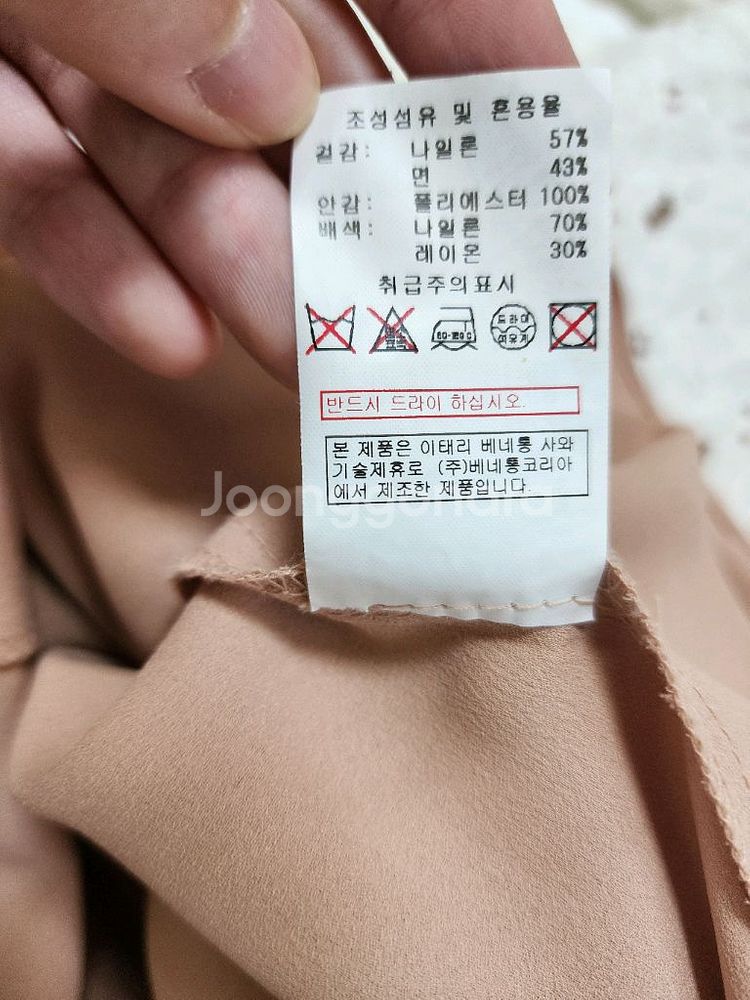 조성섬유 및 혼용율
겉감: 나일론 57%
면 43%
안감: 폴리에스터 100%
배색: 나일론 70%
레이온 30%
취급주의표시
드라이
반드시 드라이 하십시오.
본 제품은 이태리 베네통 사와
기술제휴로 (주)베네통코리아
에서 제조한 제품입니다.
Joonggonara